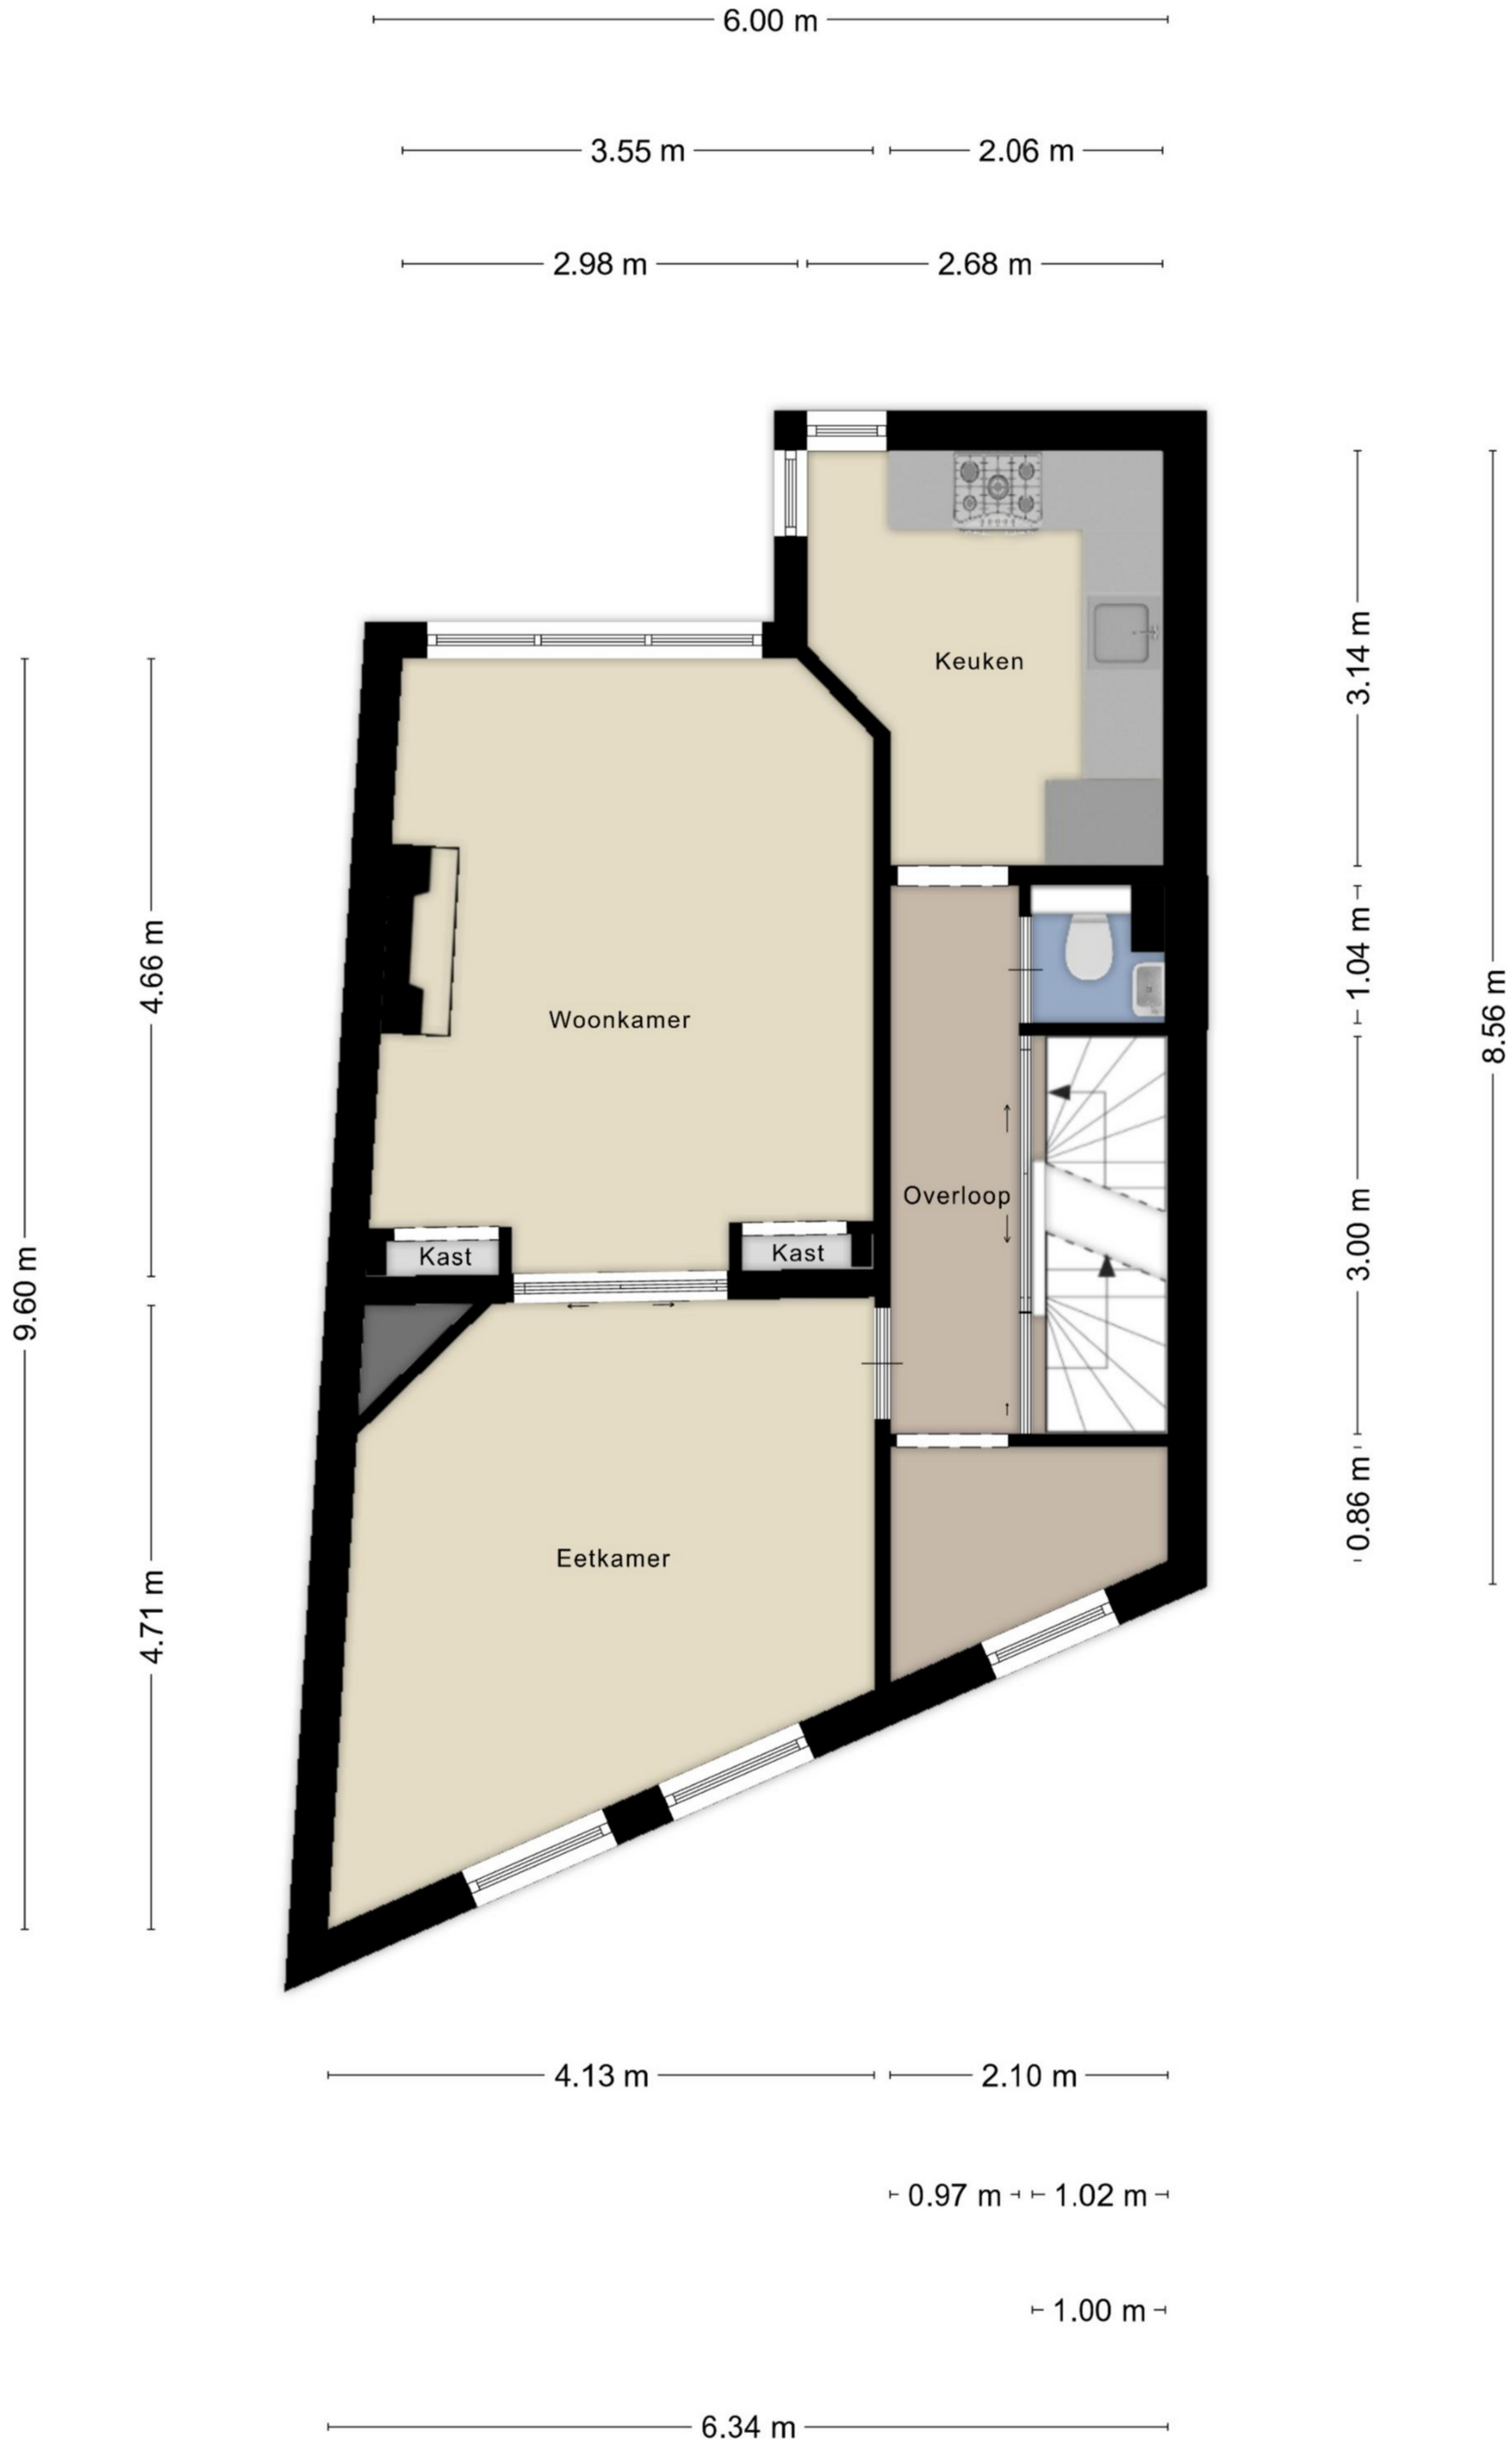 6.00 m
3.55 m
2.06 m
2.98 m
2.68 m
Keuken
3.14 m
4.66 m
1.04 m
8.56 m
Woonkamer
Overloop
3.00 m
Kast
Kast
9.60 m
0.86 m
Eetkamer
4.71 m
4.13 m
2.10 m
0.97 m
1.02 m
1.00 m
6.34 m